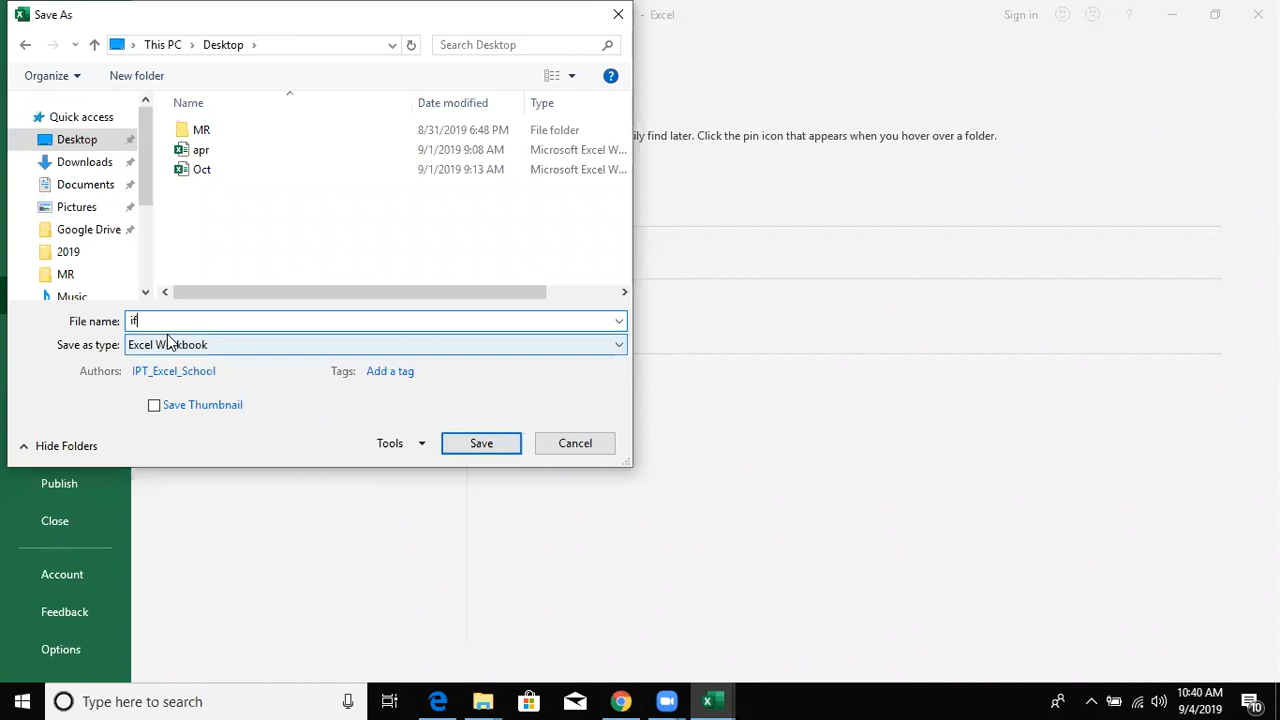 Save As
- Excel
Sign in
?
This PC
Desktop
Search Desktop
Organize
New folder
?
Name
Date modified
Type
Quick access
Desktop
Downloads
Documents
Pictures
Google Drive
2019
MR
Music
MR
8/31/2019 6:48 PM
File folder
apr
9/1/2019 9:08 AM
Microsoft Excel W...
Oct
9/1/2019 9:13 AM
Microsoft Excel W...
ily find later. Click the pin icon that appears when you hover over a folder.
File name:
if
Save as type:
Excel Workbook
Authors:
IPT_Excel_School
Tags:
Add a tag
Save Thumbnail
Hide Folders
Tools
Save
Cancel
Publish
Close
Account
Feedback
Options
Type here to search
10:40 AM
9/4/2019
10